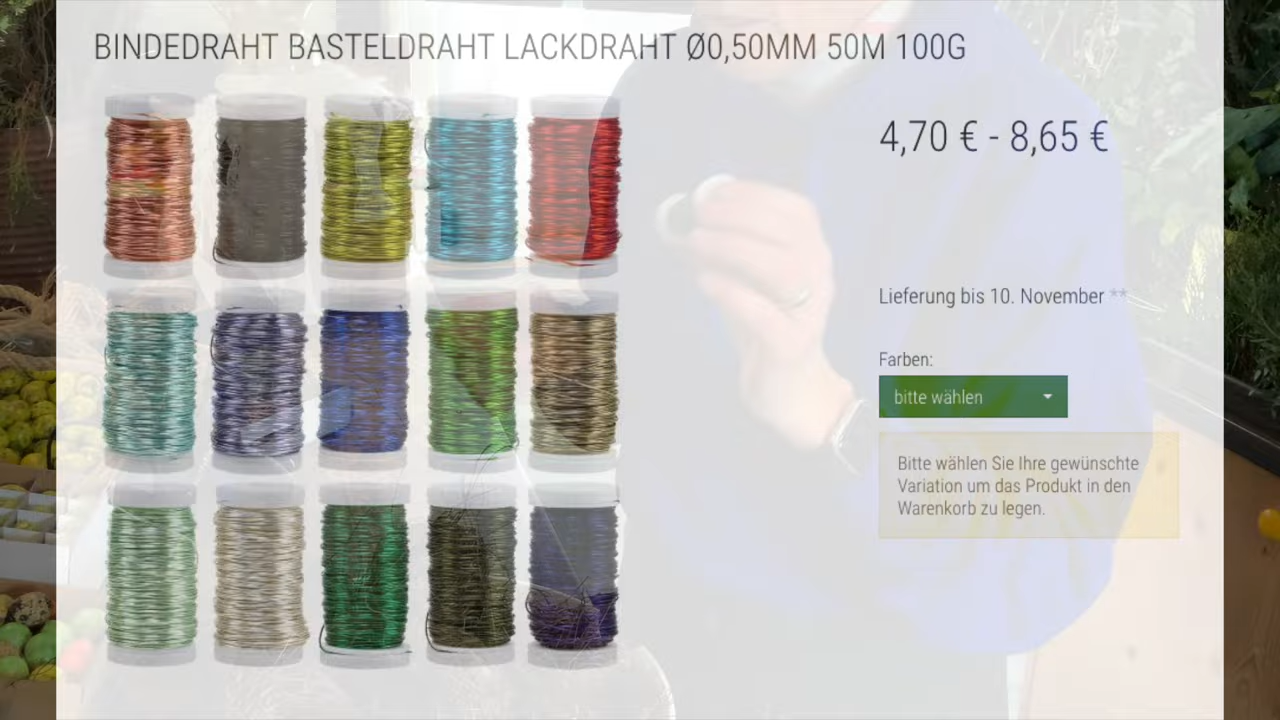 BINDEDRAHT BASTELDRAHT LACKDRAHT Ø0,50MM 50M 100G
4,70 € - 8,65 €
Lieferung bis 10. November **
Farben:
bitte wählen
Bitte wählen Sie Ihre gewünschte
Variation um das Produkt in den
Warenkorb zu legen.